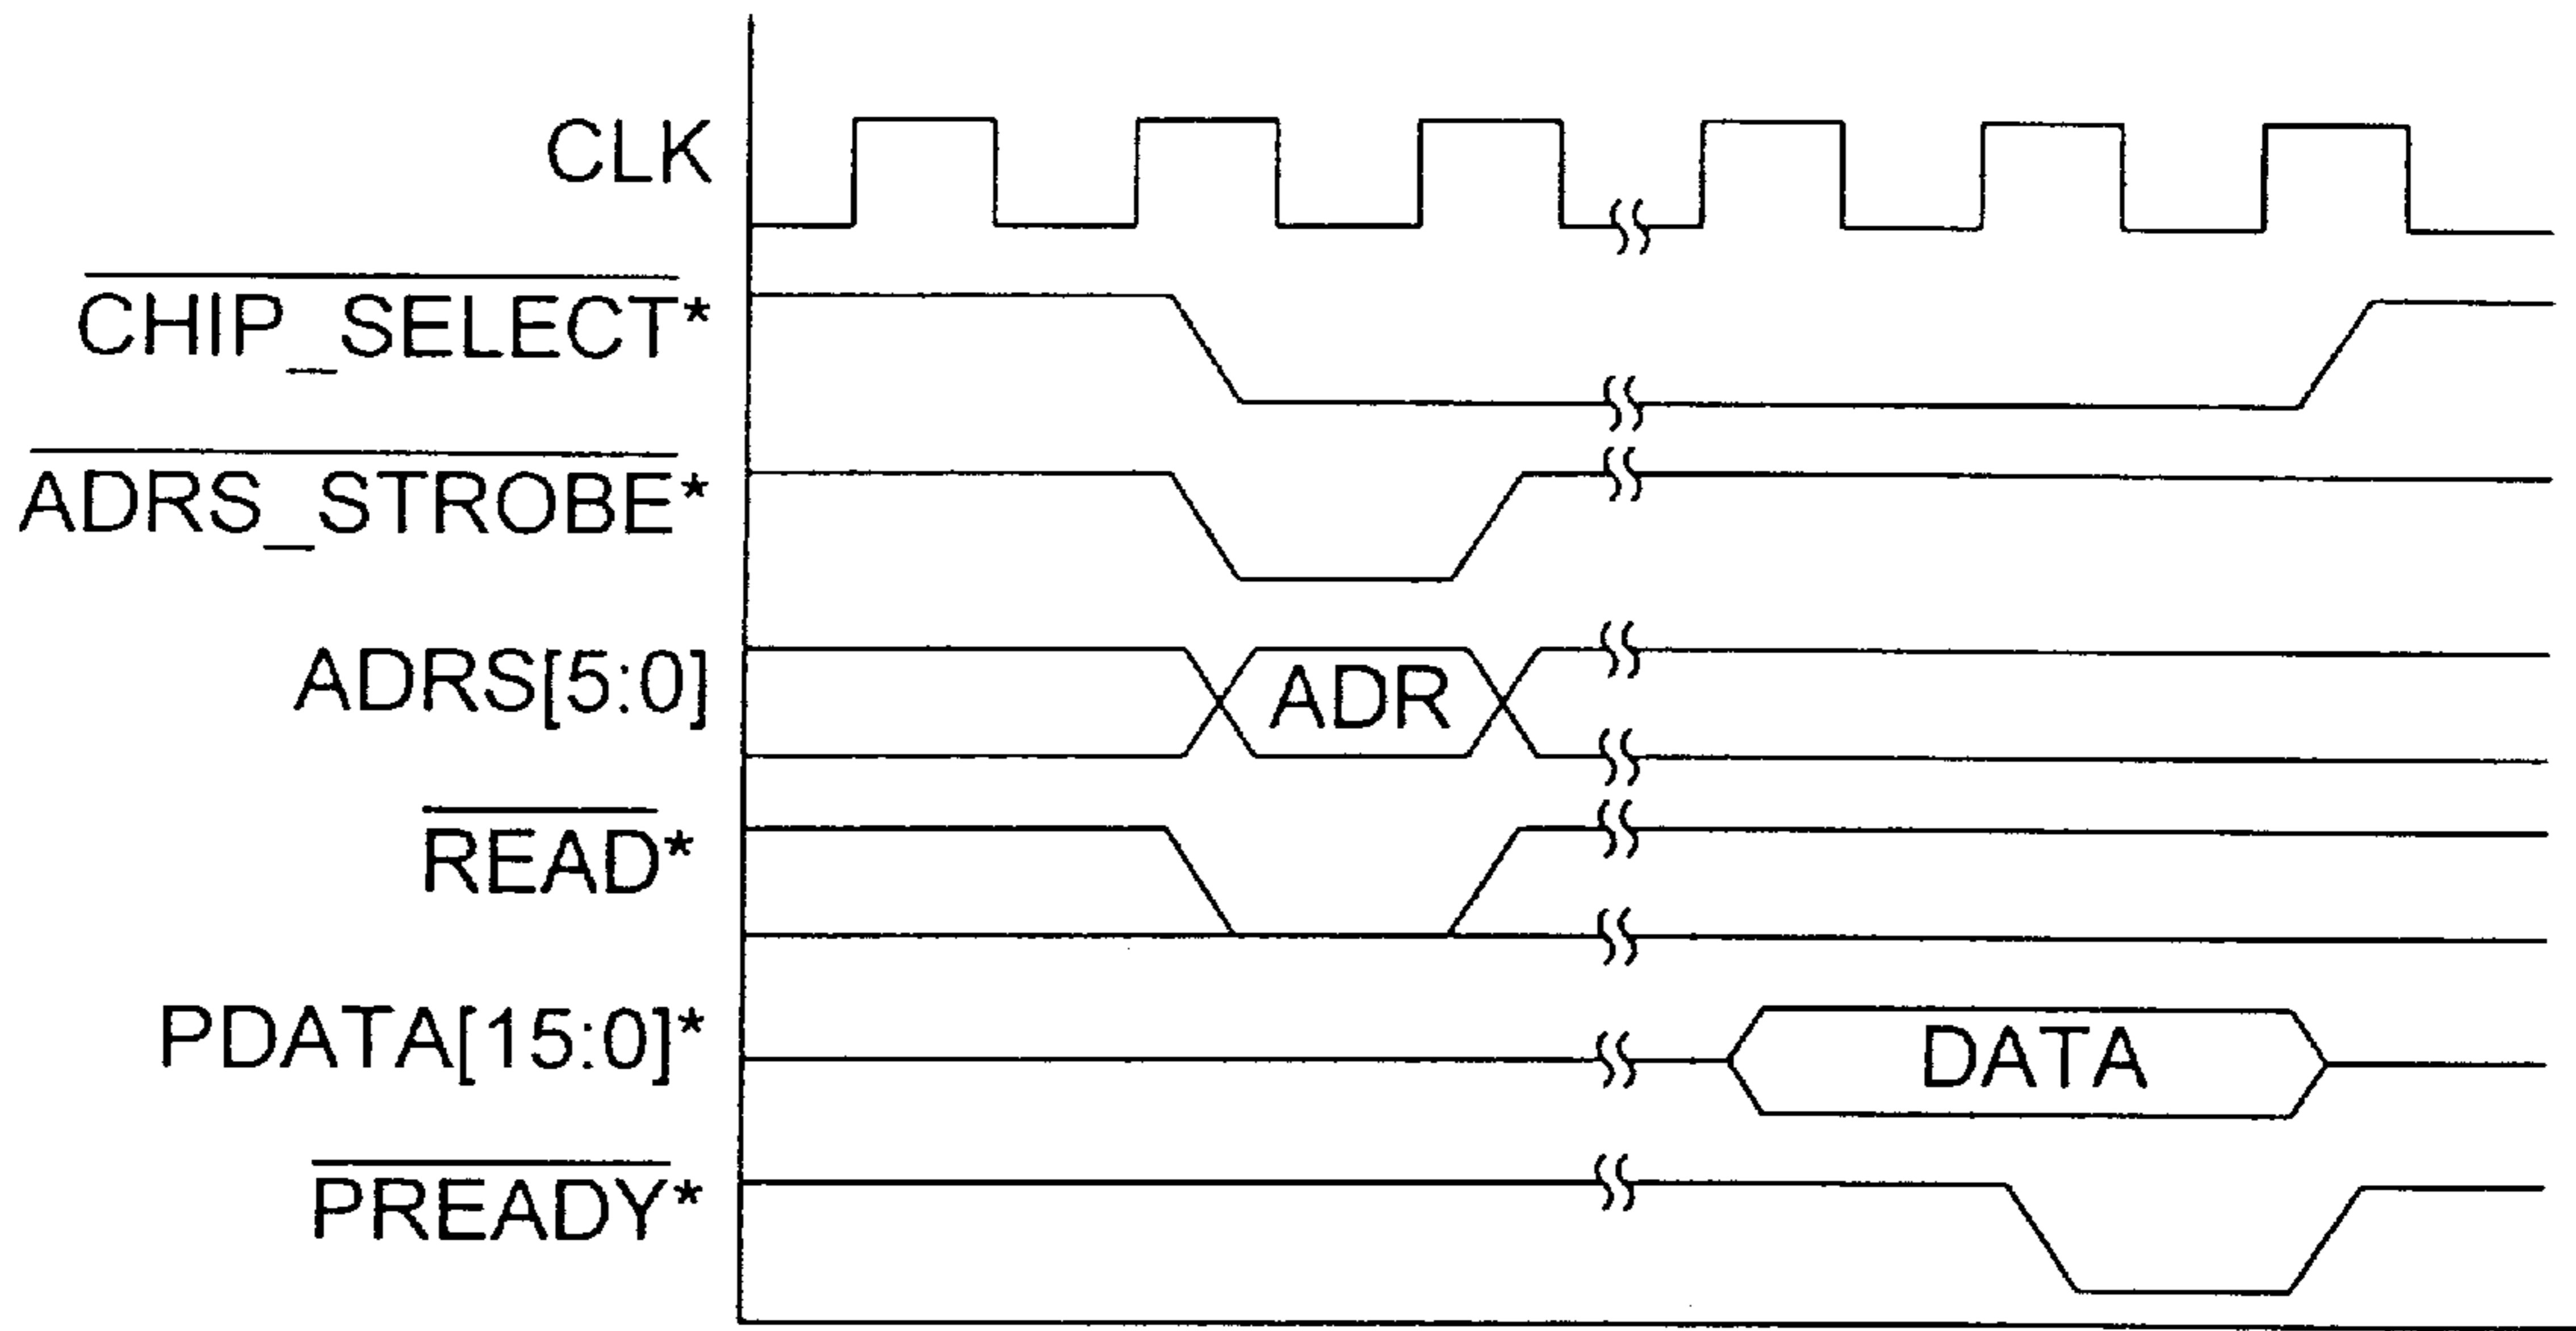 CLK
CHIP_SELECT*
ADRS_STROBE*
ADRS[5:0]
ADR
READ*
PDATA[15:0]*
DATA
PREADY*